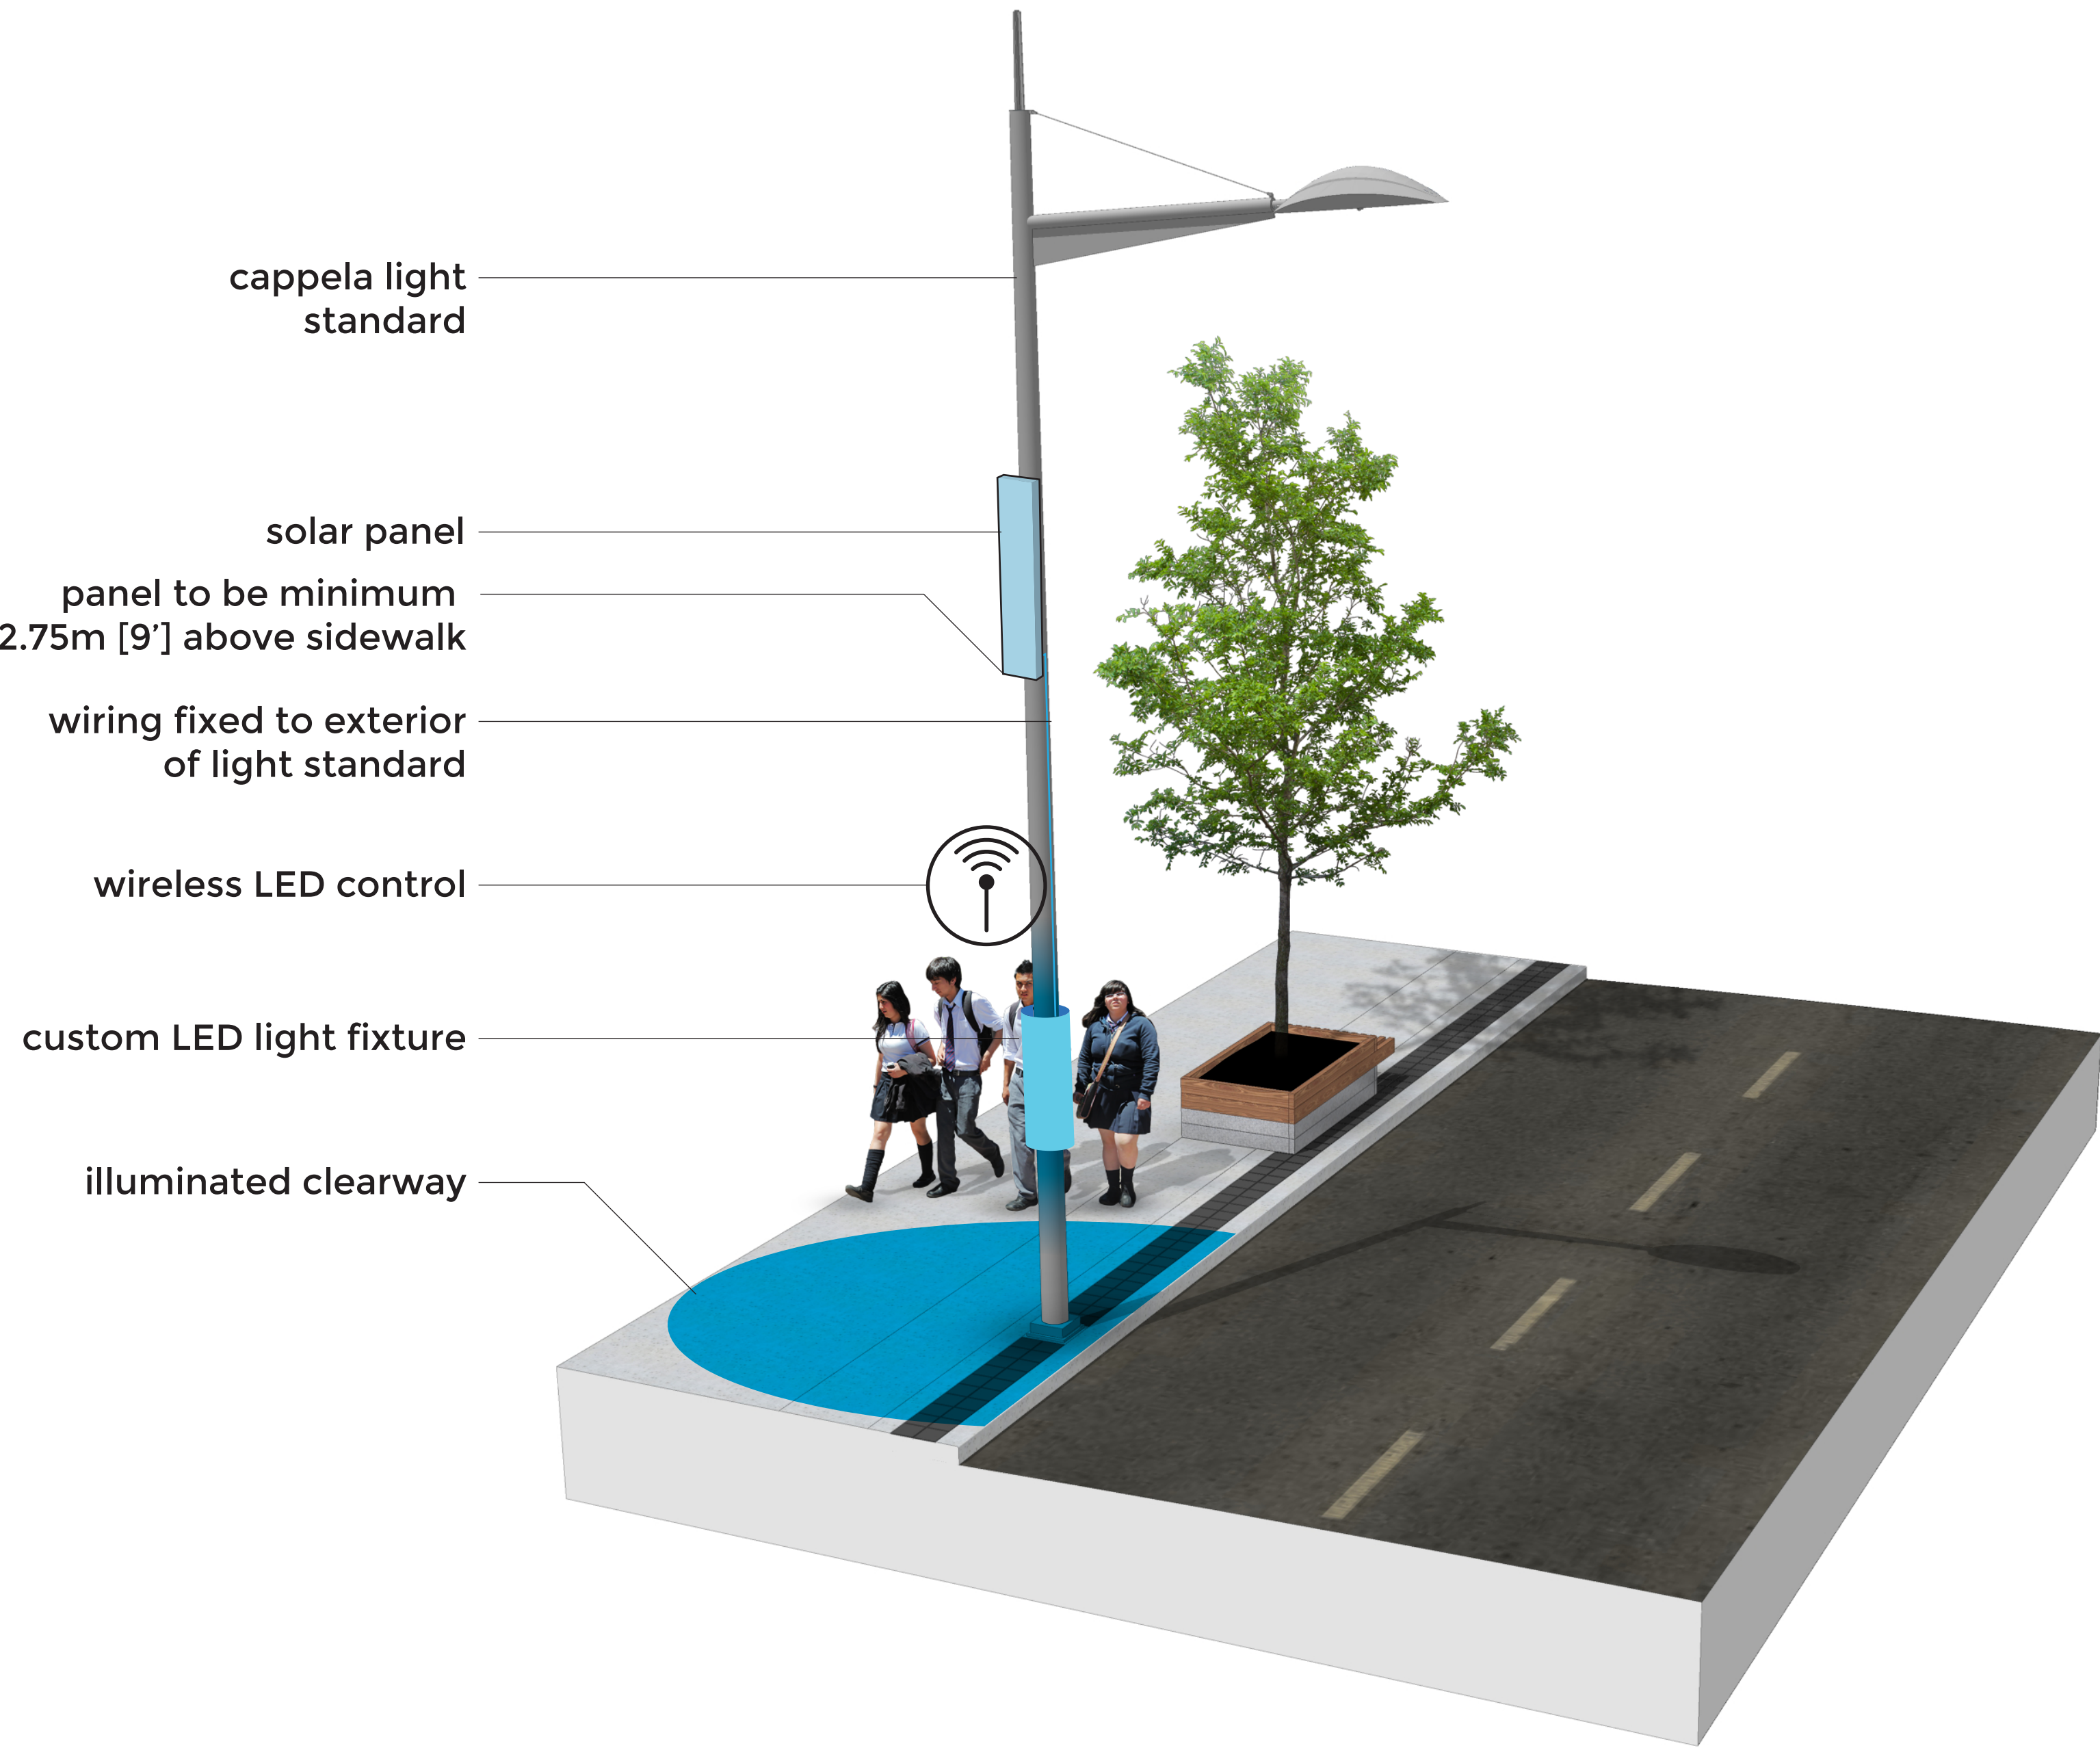 cappela light
standard
solar panel
panel to be minimum
2.75m [9’] above sidewalk
wiring fixed to exterior
of light standard
wireless LED control
custom LED light fixture
illuminated clearway